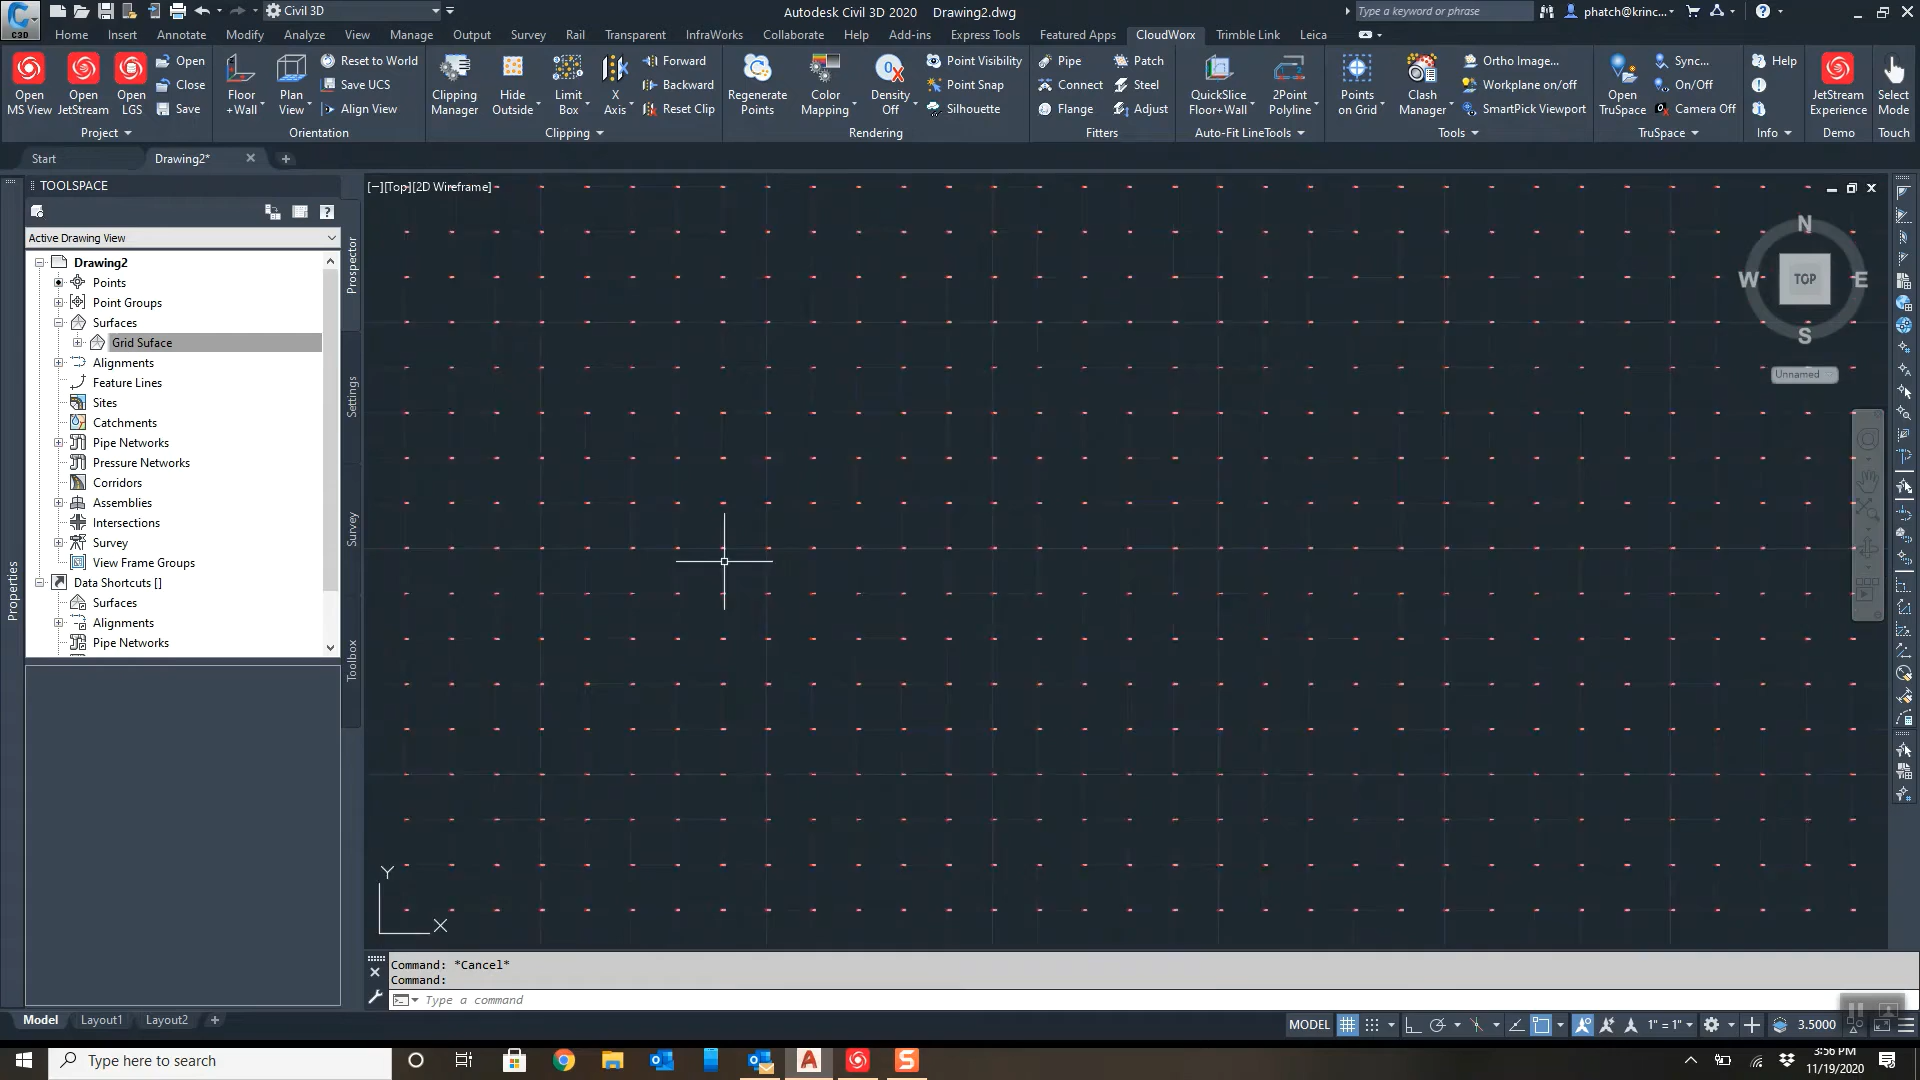 C3D
Civil 3D
Autodesk Civil 3D 2020 Drawing2.dwg
Type a keyword or phrase
phatch@krinc...
Home Insert Annotate Modify Analyze View Manage Output Survey Rail Transparent InfraWorks Collaborate Help Add-ins Express Tools Featured Apps CloudWorx Trimble Link Leica
Open MS View
Open JetStream
Open LGS
Open
Close
Save
Project
Floor +Wall
Plan View
Reset to World
Save UCS
Align View
Orientation
Clipping Manager
Hide Outside
Limit Box
X Axis
Forward
Backward
Reset Clip
Clipping
Regenerate Points
Color Mapping
Density Off
Point Visibility
Point Snap
Silhouette
Rendering
Pipe
Connect
Flange
Patch
Steel
Adjust
Fitters
QuickSlice Floor+Wall
2Point Polyline
Auto-Fit LineTools
Points on Grid
Clash Manager
Ortho Image...
Workplane on/off
SmartPick Viewport
Tools
Open TruSpace
Sync...
On/Off
Camera Off
TruSpace
Help
Info
JetStream Experience
Demo
Select Mode
Touch
Start
Drawing2*
TOOLSPACE
Active Drawing View
Drawing2
Points
Point Groups
Surfaces
Grid Suface
Alignments
Feature Lines
Sites
Catchments
Pipe Networks
Pressure Networks
Corridors
Assemblies
Intersections
Survey
View Frame Groups
Data Shortcuts []
Surfaces
Alignments
Pipe Networks
Prospector
Settings
Survey
Toolbox
Properties
[−][Top][2D Wireframe]
N
W TOP E
S
Unnamed
Y
X
Command: *Cancel*
Command:
Type a command
Model Layout1 Layout2
MODEL
1" = 1"
3.5000
Type here to search
3:56 PM
11/19/2020